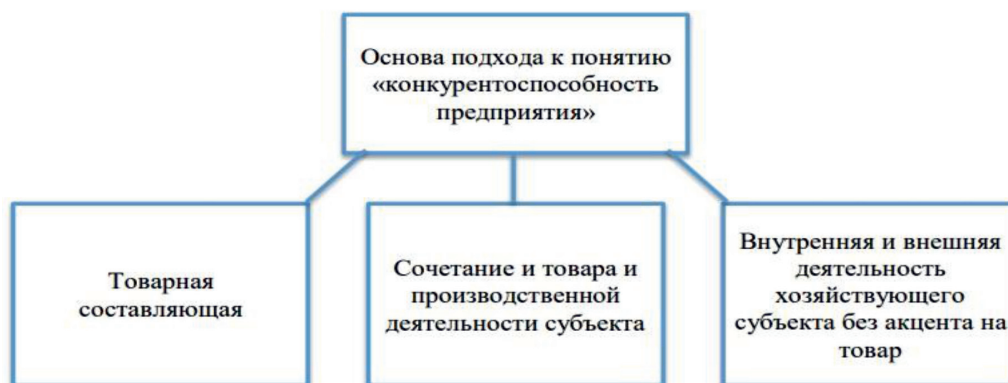 Основа подхода к понятию
«конкурентоспособность
предприятия»
Товарная
составляющая
Сочетание и товара и
производственной
деятельности субъекта
Внутренняя и внешняя
деятельность
хозяйствующего
субъекта без акцента на
товар